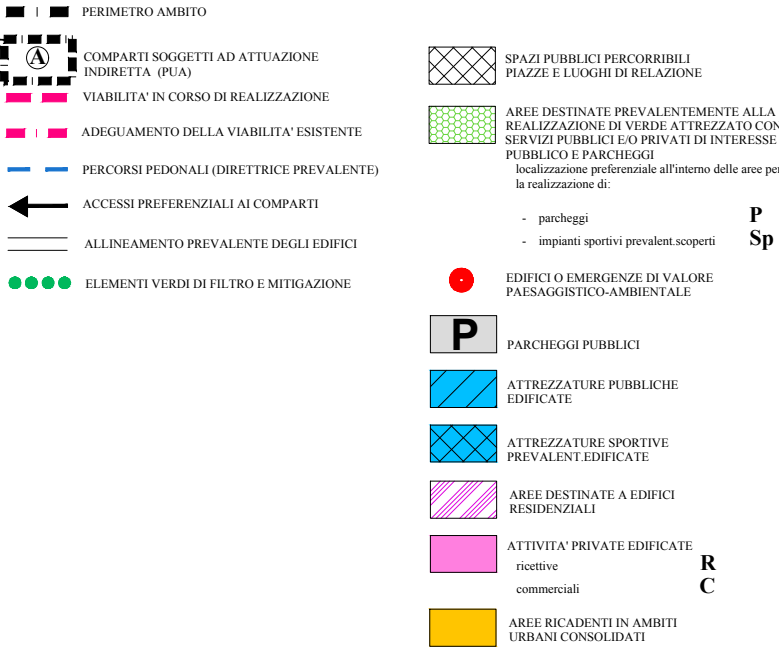 PERIMETRO AMBITO
A
COMPARTI SOGGETTI AD ATTUAZIONE
INDIRETTA (PUA)
VIABILITA' IN CORSO DI REALIZZAZIONE
ADEGUAMENTO DELLA VIABILITA' ESISTENTE
PERCORSI PEDONALI (DIRETTRICE PREVALENTE)
ACCESSI PREFERENZIALI AI COMPARTI
ALLINEAMENTO PREVALENTE DEGLI EDIFICI
ELEMENTI VERDI DI FILTRO E MITIGAZIONE
SPAZI PUBBLICI PERCORRIBILI
PIAZZE E LUOGHI DI RELAZIONE
AREE DESTINATE PREVALENTEMENTE ALLA
REALIZZAZIONE DI VERDE ATTREZZATO CON
SERVIZI PUBBLICI E/O PRIVATI DI INTERESSE
PUBBLICO E PARCHEGGI
localizzazione preferenziale all'interno delle aree per
la realizzazione di:
- parcheggi P
- impianti sportivi prevalent.scoperti Sp
EDIFICI O EMERGENZE DI VALORE
PAESAGGISTICO-AMBIENTALE
P
PARCHEGGI PUBBLICI
ATTREZZATURE PUBBLICHE
EDIFICATE
ATTREZZATURE SPORTIVE
PREVALENT.EDIFICATE
AREE DESTINATE A EDIFICI
RESIDENZIALI
ATTIVITA' PRIVATE EDIFICATE
ricettive R
commerciali C
AREE RICADENTI IN AMBITI
URBANI CONSOLIDATI